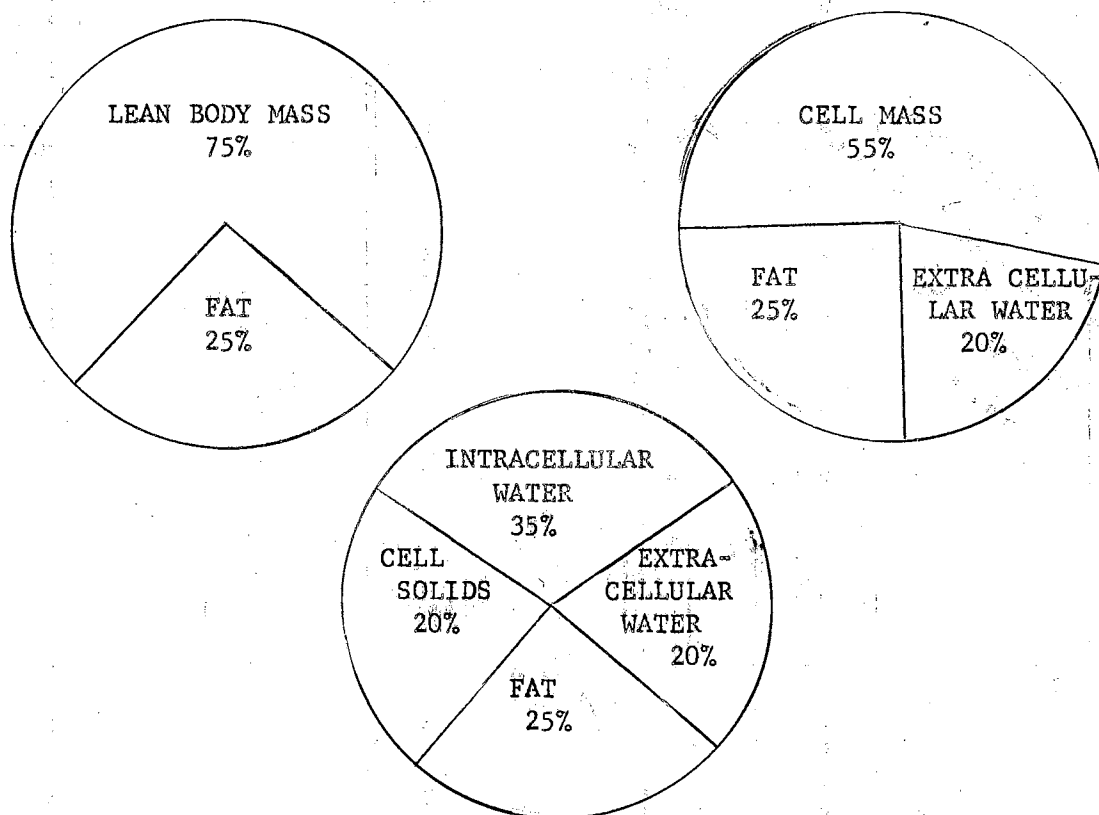 LEAN BODY MASS
75%
FAT
25%
CELL MASS
55%
FAT
25%
EXTRA CELLU-
LAR WATER
20%
INTRACELLULAR
WATER
35%
CELL
SOLIDS
20%
EXTRA-
CELLULAR
WATER
20%
FAT
25%